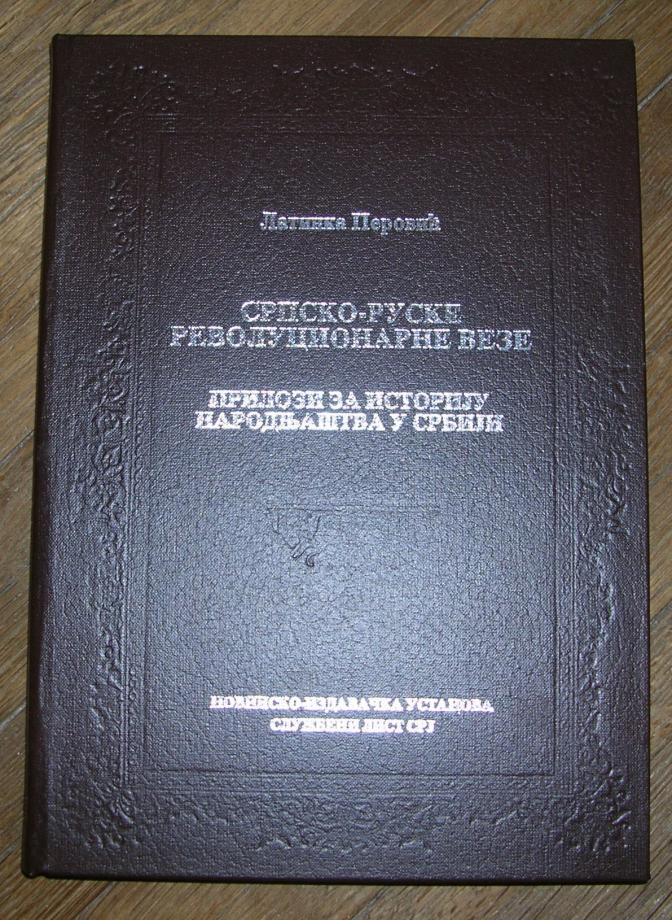 Латинка Перовић
СРПСКО-РУСКЕ
РЕВОЛУЦИОНАРНЕ ВЕЗЕ
ПРИЛОЗИ ЗА ИСТОРИЈУ
НАРОДЊАШТВА У СРБИЈИ
НОВИНСКО-ИЗДАВАЧКА УСТАНОВА
СЛУЖБЕНИ ЛИСТ СРЈ